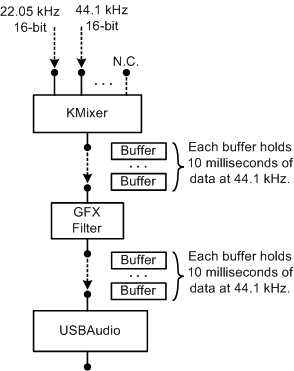 22.05 kHz
16-bit
44.1 kHz
16-bit
N.C.
. . .
KMixer
Buffer
. . .
Buffer
Each buffer holds
10 milliseconds of
data at 44.1 kHz.
GFX
Filter
Buffer
. . .
Buffer
Each buffer holds
10 milliseconds of
data at 44.1 kHz.
USBAudio